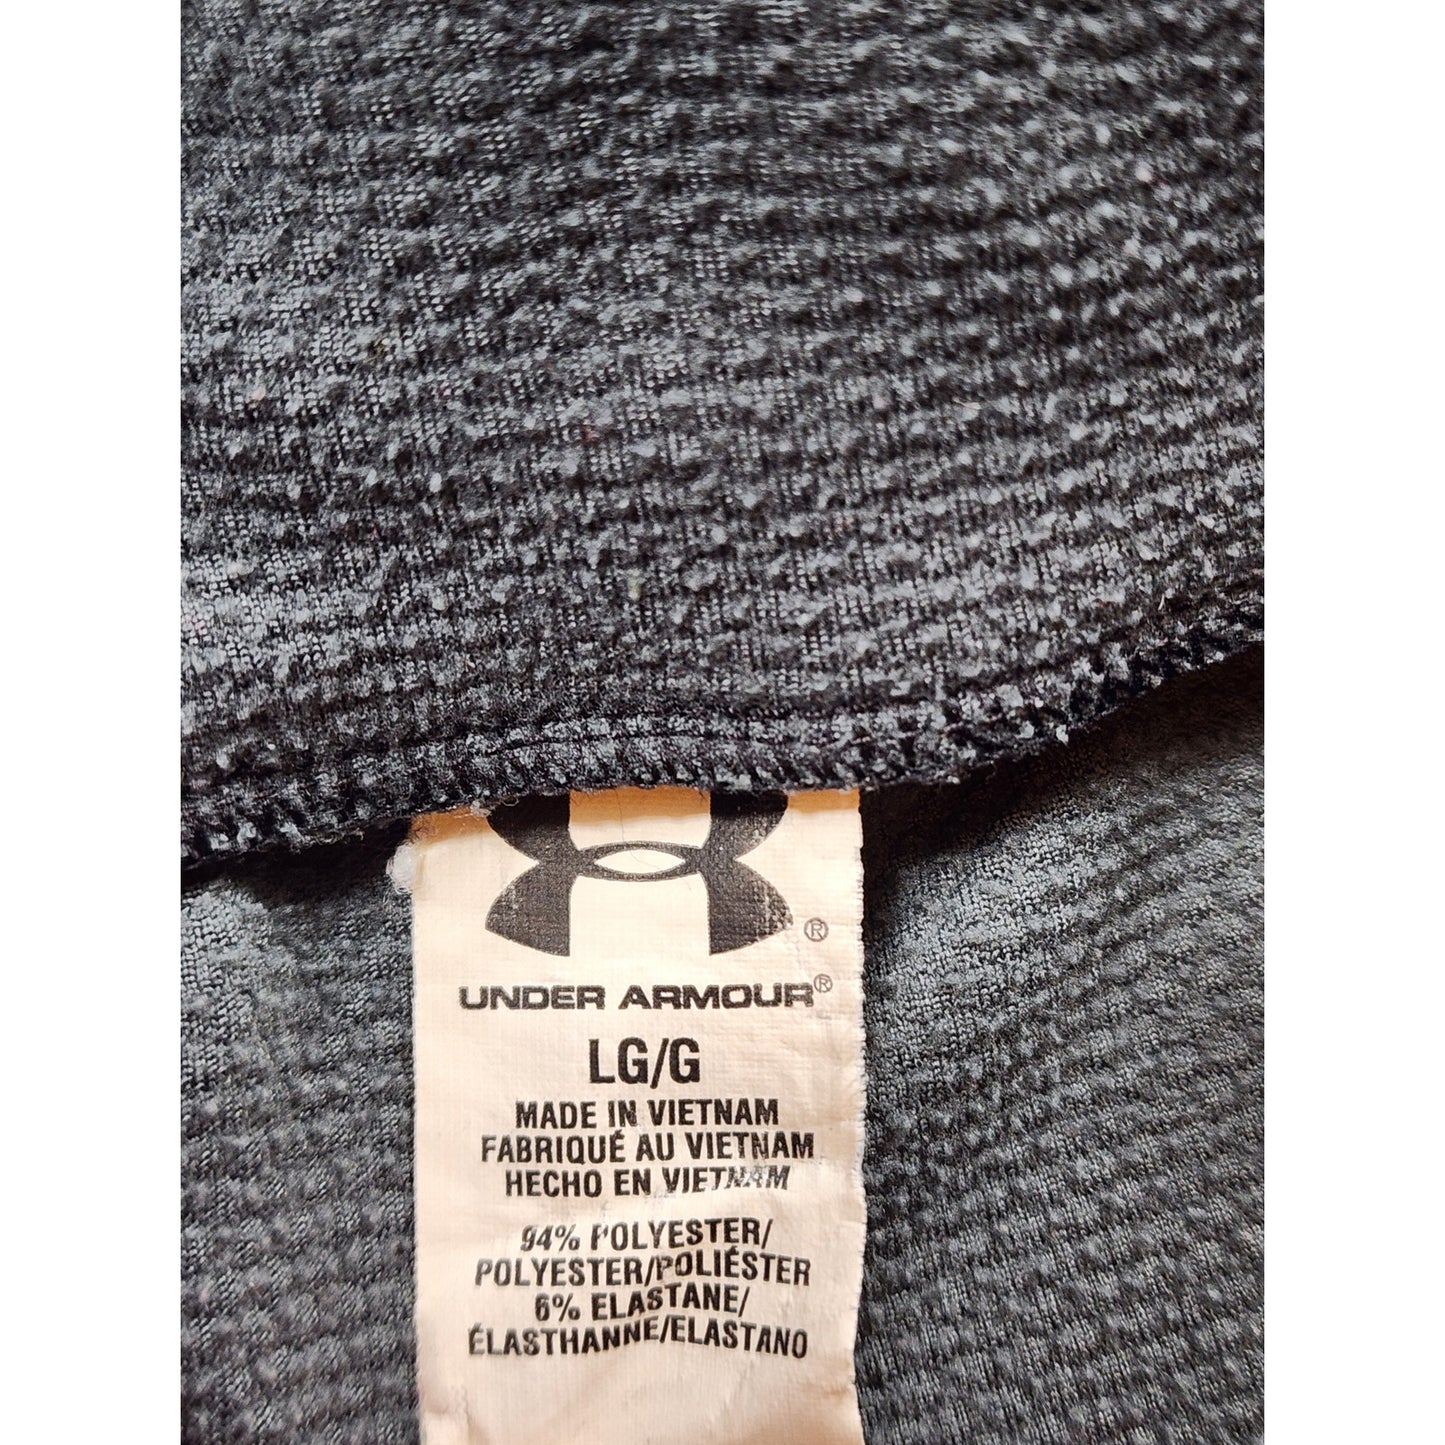 ®
UNDER ARMOUR®
LG/G
MADE IN VIETNAM
FABRIQUÉ AU VIETNAM
HECHO EN VIETNAM
94% POLYESTER/
POLYESTER/POLIÉSTER
6% ELASTANE/
ÉLASTHANNE/ELASTANO